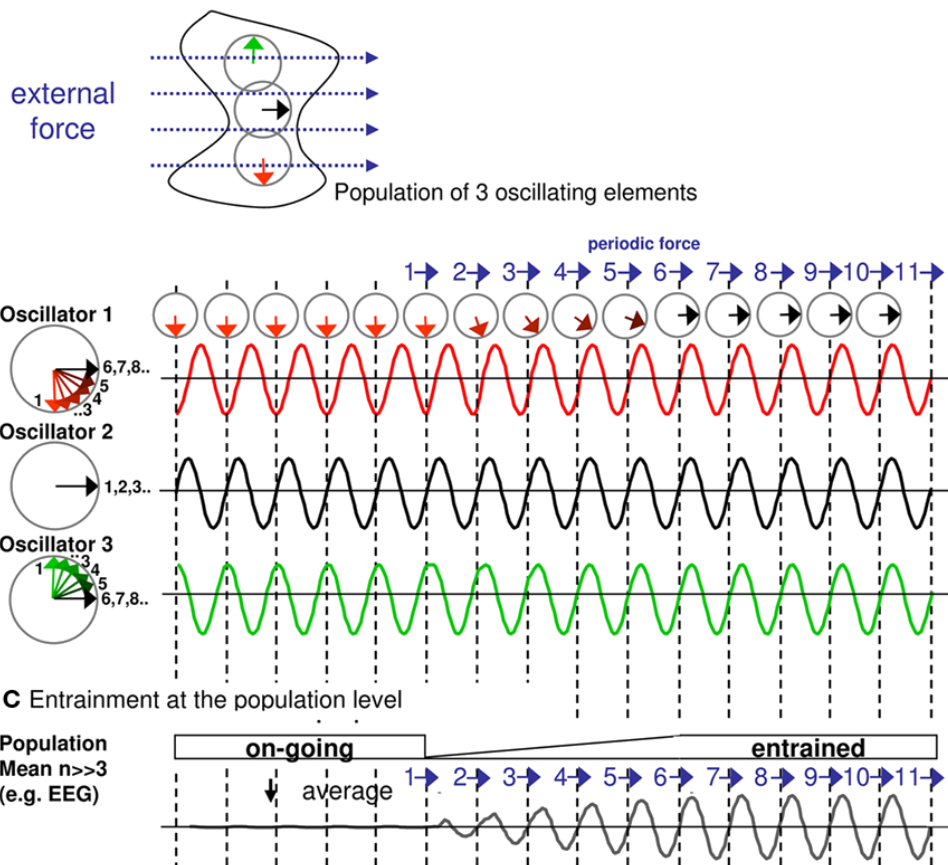 external
force
Population of 3 oscillating elements
periodic force
1 2 3 4 5 6 7 8 9 10 11
Oscillator 1
6,7,8..
5
4
..3
1
Oscillator 2
1,2,3..
Oscillator 3
..3
1
4
5
6,7,8..
C Entrainment at the population level
Population
Mean n>>3
(e.g. EEG)
on-going
entrained
1 2 3 4 5 6 7 8 9 10 11
average